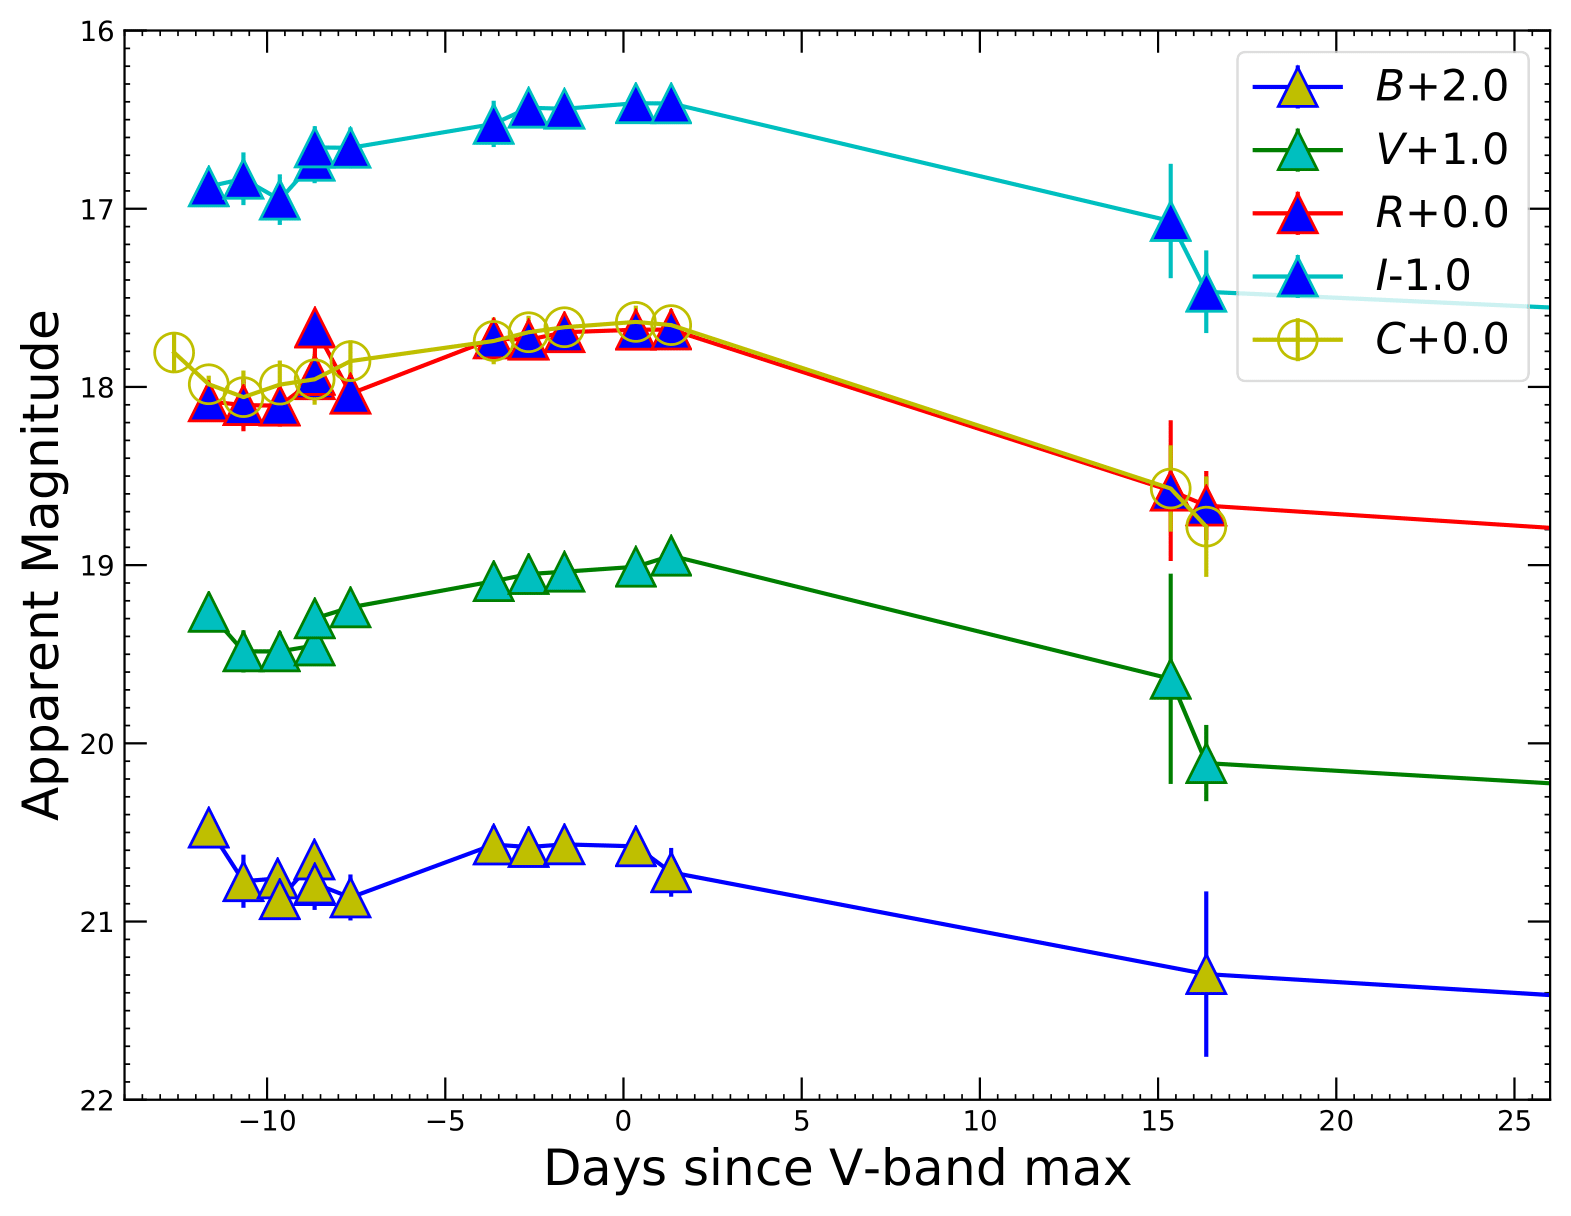 16
17
18
19
20
21
22
Apparent Magnitude
B+2.0
V+1.0
R+0.0
I-1.0
C+0.0
−10 −5 0 5 10 15 20 25
Days since V-band max